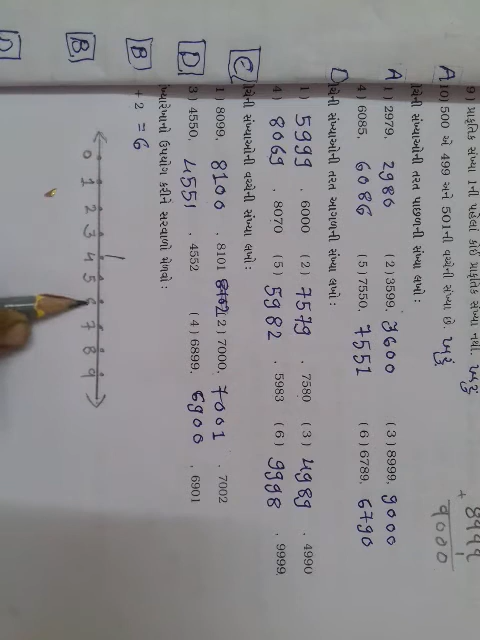 9) પ્રાકૃતિક સંખ્યા 1ની પહેલાં કોઈ પ્રાકૃતિક સંખ્યા નથી. ખરું
A 10) 500 એ 499 અને 501ની વચ્ચેની સંખ્યા છે. ખરું
8999
+ 1
9000
નીચેની સંખ્યાઓની તરત પાછળની સંખ્યા લખો :
A 1) 2979, 2980 (2) 3599, 3600 (3) 8999, 9000
4) 6085, 6086 (5) 7550, 7551 (6) 6789, 6790
નીચેની સંખ્યાઓની તરત આગળની સંખ્યા લખો :
1) 5999 , 6000 (2) 7579 , 7580 (3) 4989 , 4990
4) 8069 , 8070 (5) 5982 , 5983 (6) 9998 , 9999
C નીચેની સંખ્યાઓની વચ્ચેની સંખ્યા લખો :
1) 8099, 8100 , 8101 (2) 7000, 7001 , 7002
D 3) 4550, 4551 , 4552 (4) 6899, 6900 , 6901
સંખ્યારેખાનો ઉપયોગ કરીને સરવાળો મેળવો :
B + 2 = 6
0 1 2 3 4 5 6 7 8 9
B
D